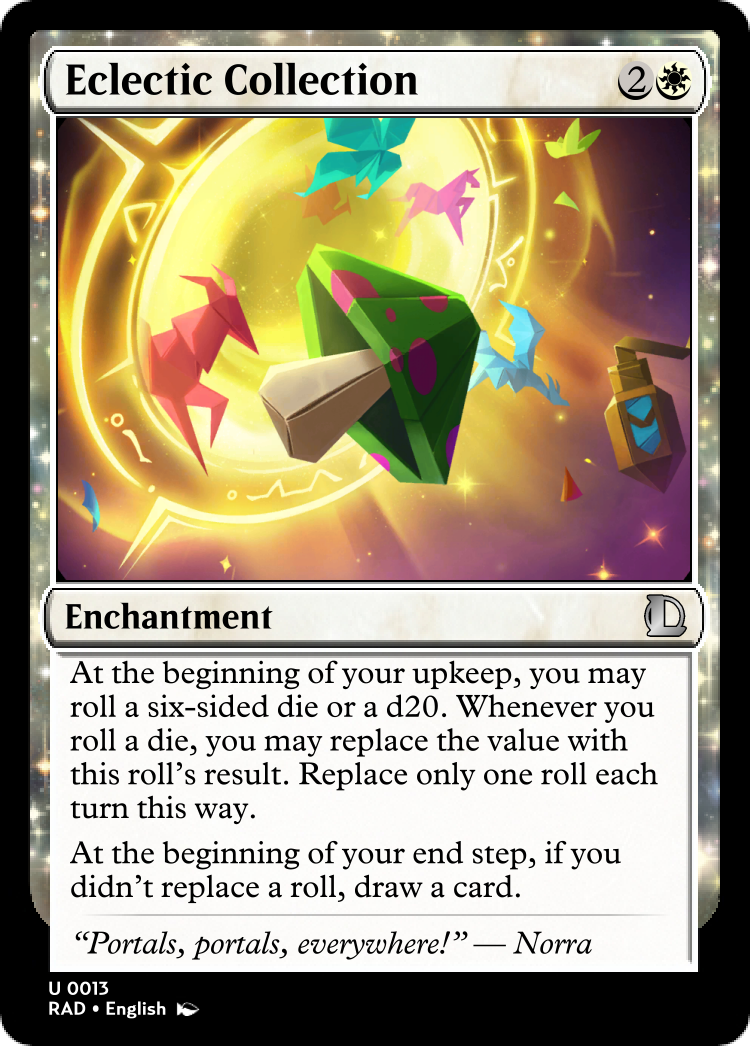 Eclectic Collection 2
Enchantment
At the beginning of your upkeep, you may
roll a six-sided die or a d20. Whenever you
roll a die, you may replace the value with
this roll's result. Replace only one roll each
turn this way.
At the beginning of your end step, if you
didn't replace a roll, draw a card.
“Portals, portals, everywhere!” — Norra
U 0013
RAD • English